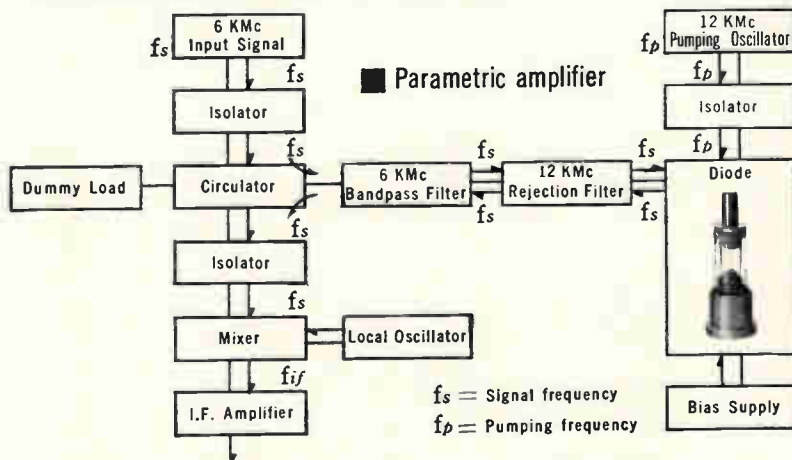 6 KMc
Input Signal
fs
fs
Isolator
fs
Dummy Load
Circulator
fs
Isolator
fs
Mixer
Local Oscillator
fif
I.F. Amplifier
■ Parametric amplifier
6 KMc
Bandpass Filter
fs
fs
12 KMc
Rejection Filter
fs
fs
12 KMc
Pumping Oscillator
fp
fp
Isolator
fp
Diode
Bias Supply
fs = Signal frequency
fp = Pumping frequency